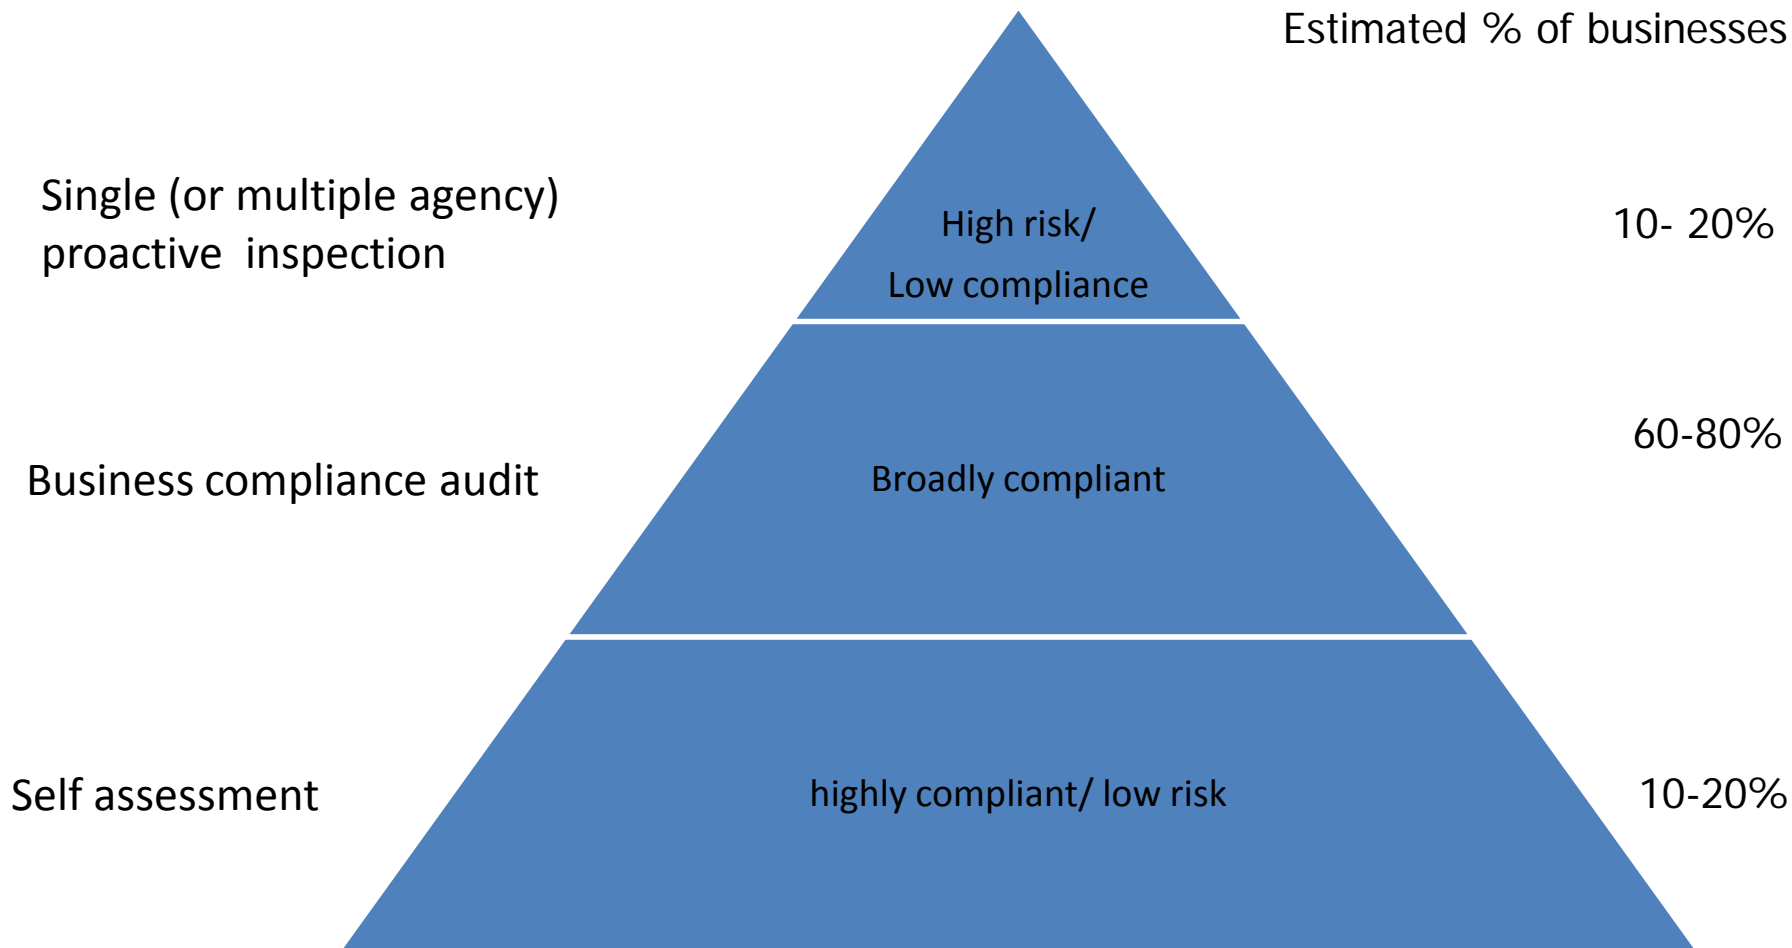 Estimated % of businesses
Single (or multiple agency)
proactive  inspection
High risk/
Low compliance
10- 20%
Business compliance audit
Broadly compliant
60-80%
Self assessment
highly compliant/ low risk
10-20%